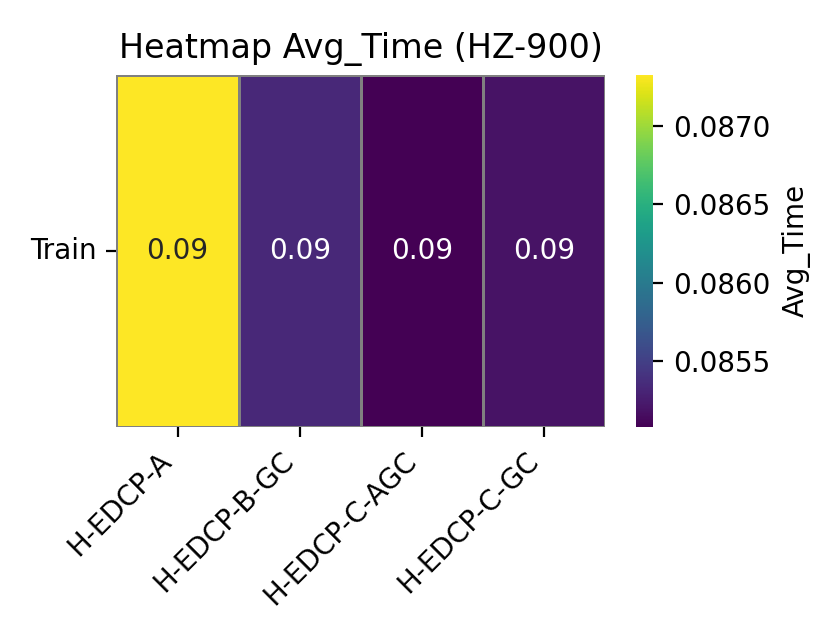 Heatmap Avg_Time (HZ-900)
Train
0.09
0.09
0.09
0.09
H-EDCP-A
H-EDCP-B-GC
H-EDCP-C-AGC
H-EDCP-C-GC
0.0870
0.0865
0.0860
0.0855
Avg_Time